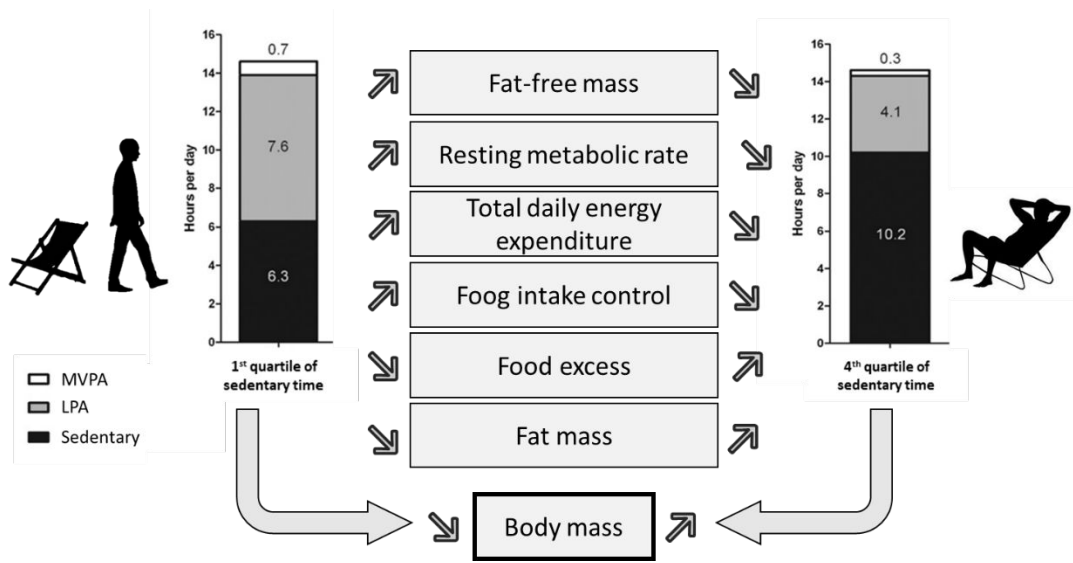 0.7
16
14
12
10
8
6
4
2
0
Hours per day
7.6
6.3
1st quartile of
sedentary time
MVPA
LPA
Sedentary
Fat-free mass
Resting metabolic rate
Total daily energy
expenditure
Foog intake control
Food excess
Fat mass
Body mass
0.3
16
14
12
10
8
6
4
2
0
Hours per day
4.1
10.2
4th quartile of
sedentary time